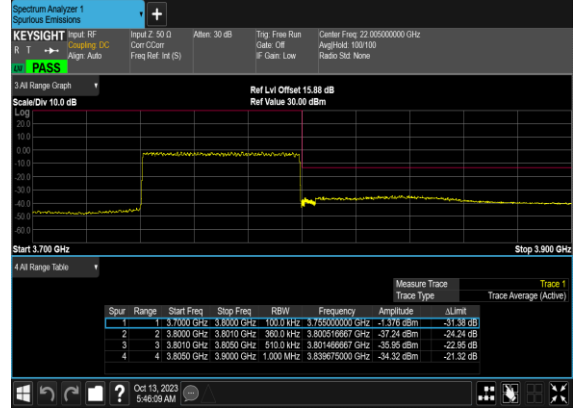 Spectrum Analyzer 1
Spurious Emissions
KEYSIGHT Input: RF Input Z: 50 Ω Atten: 30 dB Trig: Free Run Center Freq: 22.005000000 GHz
R T Coupling: DC Corr CCorr Gate: Off Avg|Hold: 100/100
Align: Auto Freq Ref: Int (S) IF Gain: Low Radio Std: None
PASS
3 All Range Graph
Ref Lvl Offset 15.88 dB
Scale/Div 10.0 dB Ref Value 30.00 dBm
Log
20.0
10.0
0.00
-10.0
-20.0
-30.0
-40.0
-50.0
-60.0
Start 3.700 GHz Stop 3.900 GHz
4 All Range Table
Measure Trace Trace 1
Trace Type Trace Average (Active)
Spur Range Start Freq Stop Freq RBW Frequency Amplitude ΔLimit
1 1 3.7000 GHz 3.8000 GHz 100.0 kHz 3.755000000 GHz -1.376 dBm -31.38 dB
2 2 3.8000 GHz 3.8010 GHz 360.0 kHz 3.800516667 GHz -37.24 dBm -24.24 dB
3 3 3.8010 GHz 3.8050 GHz 510.0 kHz 3.801466667 GHz -35.95 dBm -22.95 dB
4 4 3.8050 GHz 3.9000 GHz 1.000 MHz 3.839675000 GHz -34.32 dBm -21.32 dB
? Oct 13, 2023
5:46:09 AM